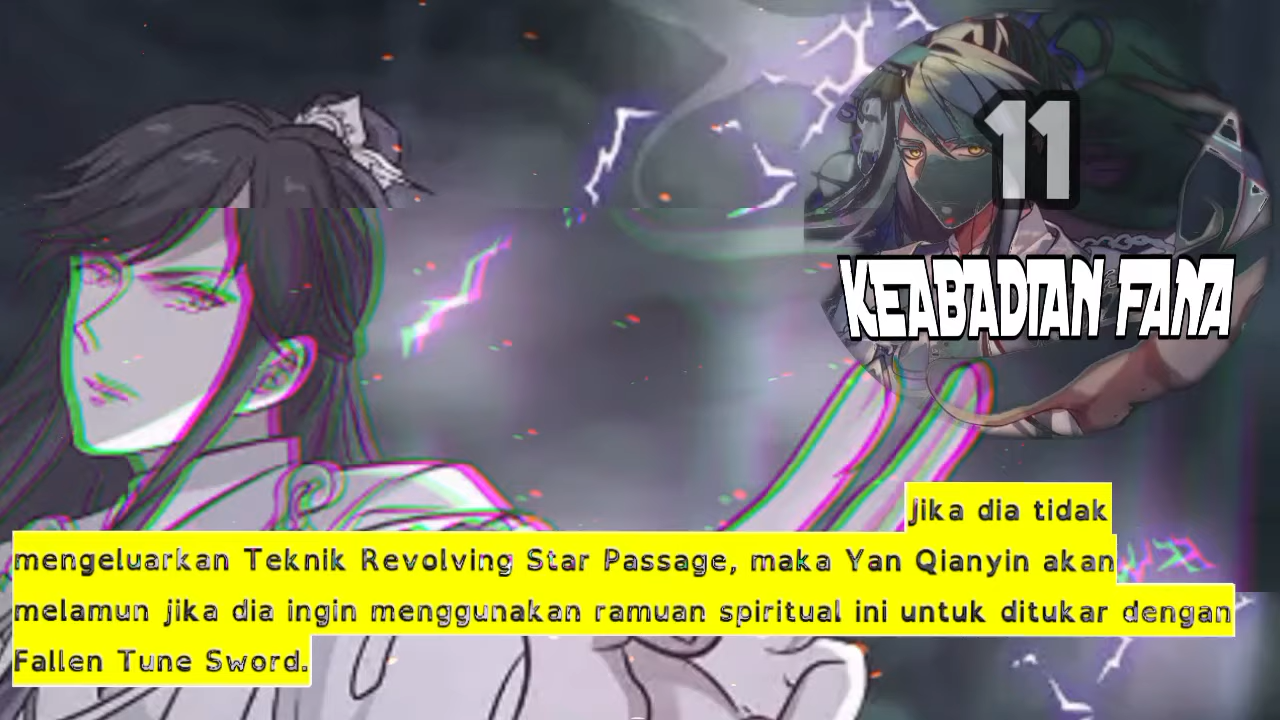 11
KEABADIAN FANA
Jika dia tidak
mengeluarkan Teknik Revolving Star Passage, maka Yan Qianyin akan
melamun jika dia ingin menggunakan ramuan spiritual ini untuk ditukar dengan
Fallen Tune Sword.